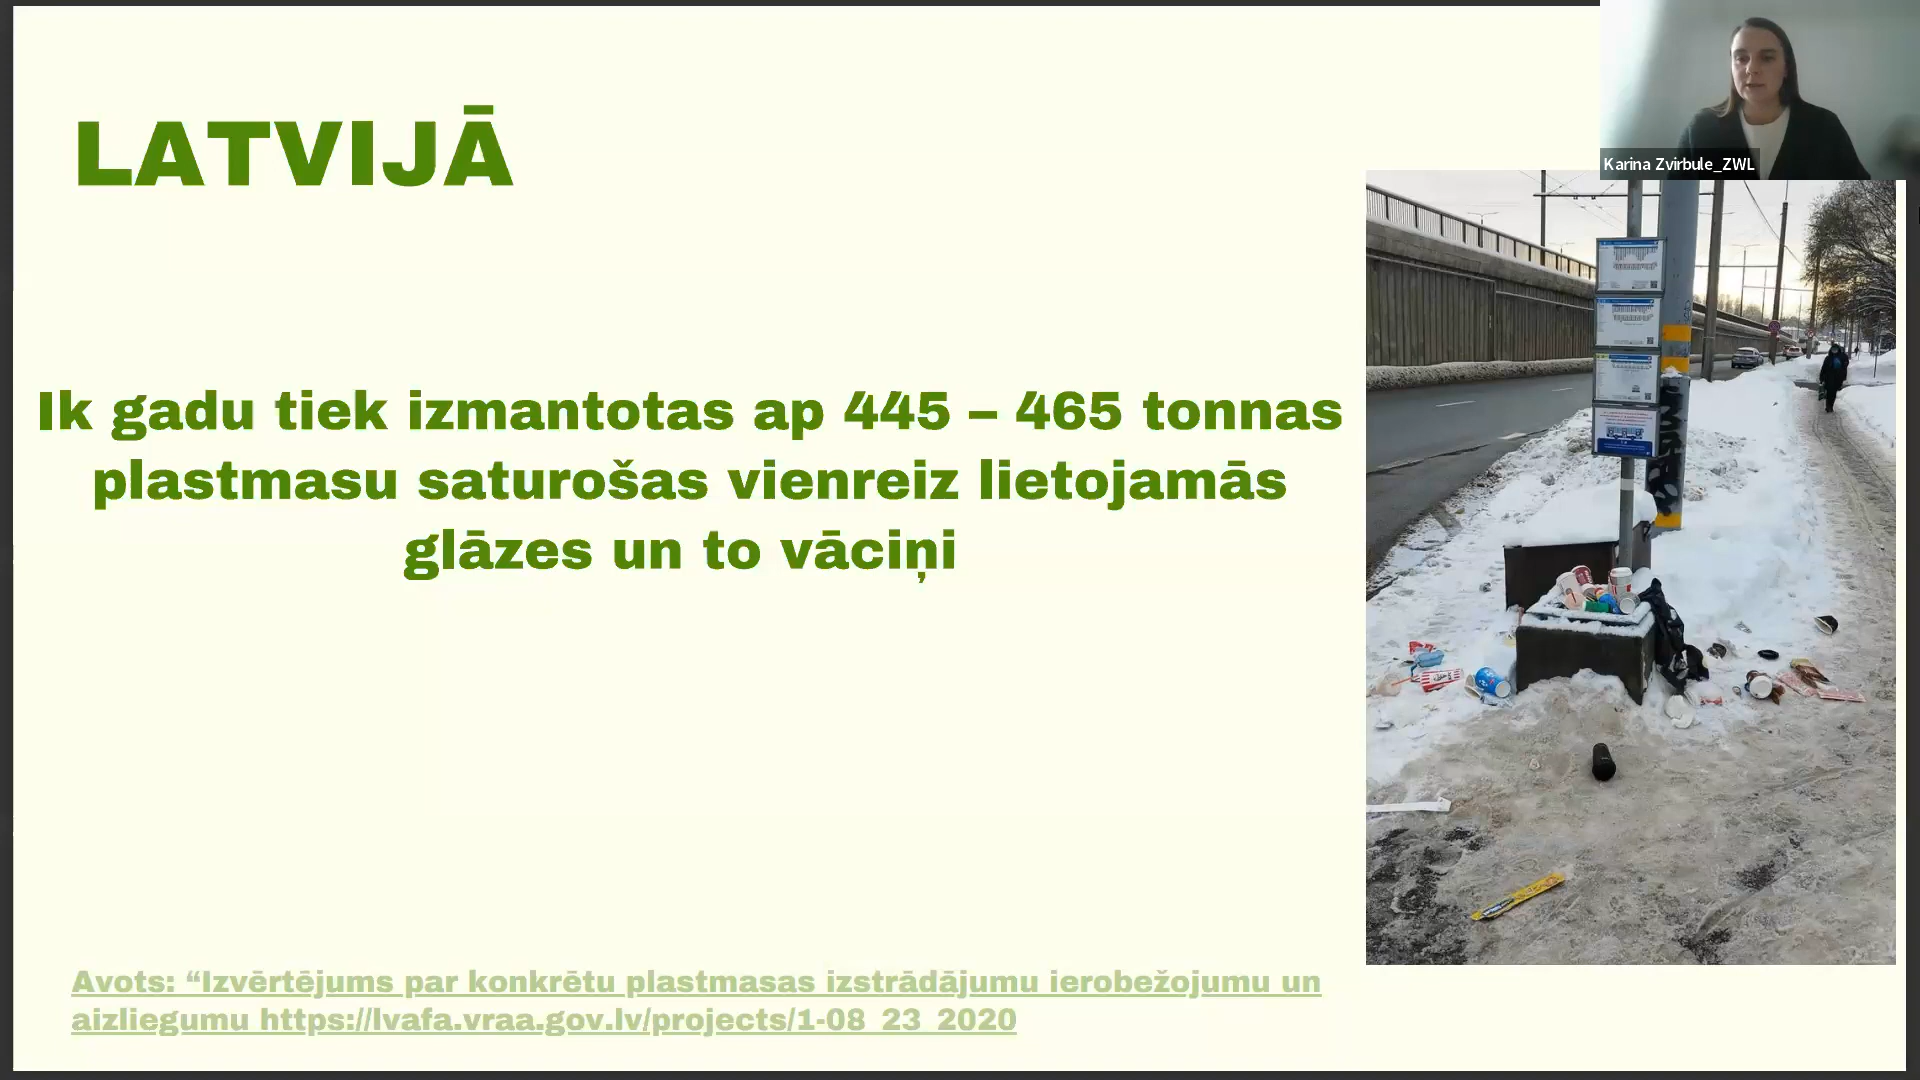 LATVIJĀ
Karina Zvirbule_ZWL
Ik gadu tiek izmantotas ap 445 – 465 tonnas
plastmasu saturošas vienreiz lietojamās
glāzes un to vāciņi
Avots: “Izvērtējums par konkrētu plastmasas izstrādājumu ierobežojumu un
aizliegumu https://lvafa.vraa.gov.lv/projects/1-08_23_2020